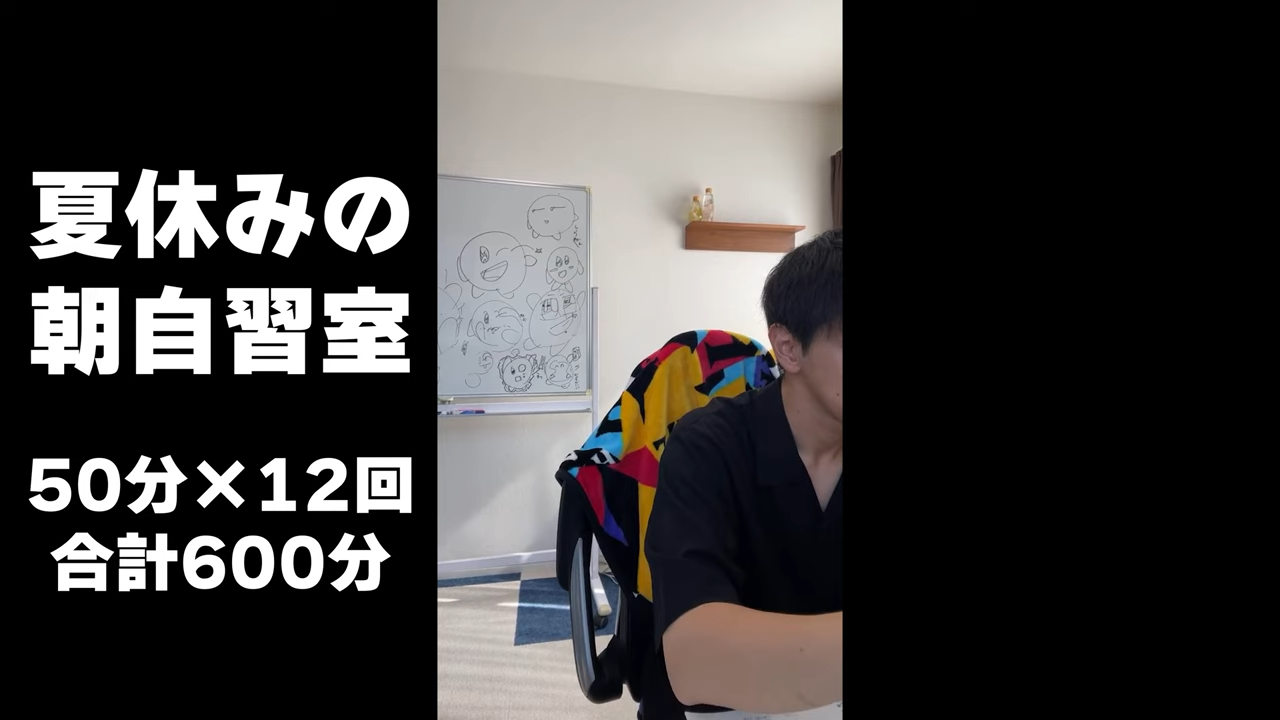 夏休みの
朝自習室
50分×12回
合計600分